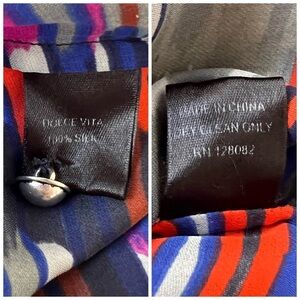 DOLCE VITA
100% SILK
MADE IN CHINA
DRY CLEAN ONLY
RN 128082